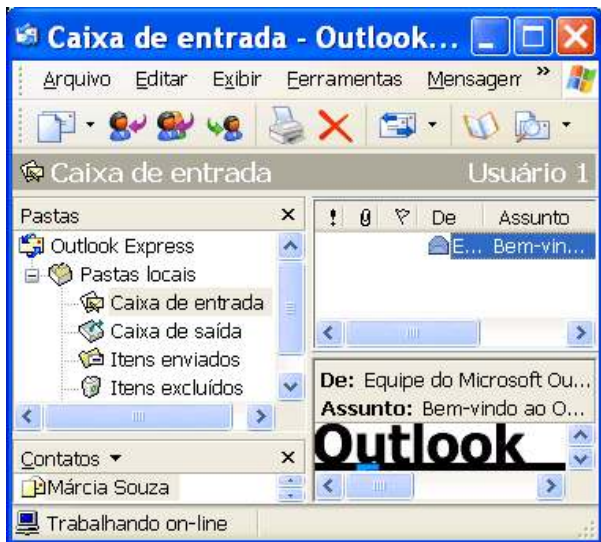 Caixa de entrada - Outlook...
Arquivo Editar Exibir Ferramentas Mensagem »
Caixa de entrada Usuário 1
Pastas
Outlook Express
Pastas locais
Caixa de entrada
Caixa de saída
Itens enviados
Itens excluídos
Contatos
Márcia Souza
! De Assunto
E... Bem-vin...
De: Equipe do Microsoft Ou...
Assunto: Bem-vindo ao O...
Outlook
Trabalhando on-line